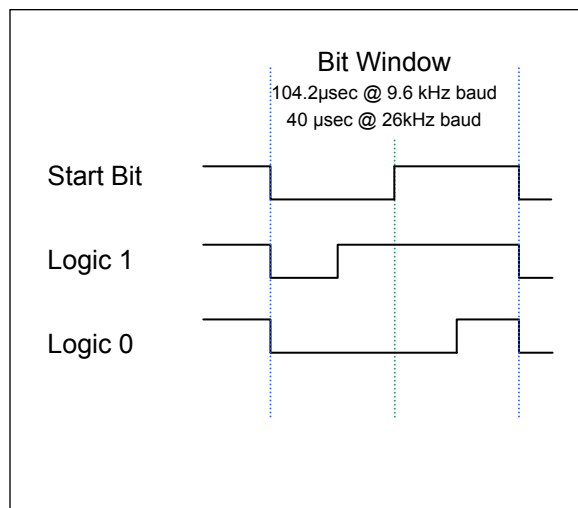 Bit Window
104.2µsec @ 9.6 kHz baud
40 µsec @ 26kHz baud
Start Bit
Logic 1
Logic 0